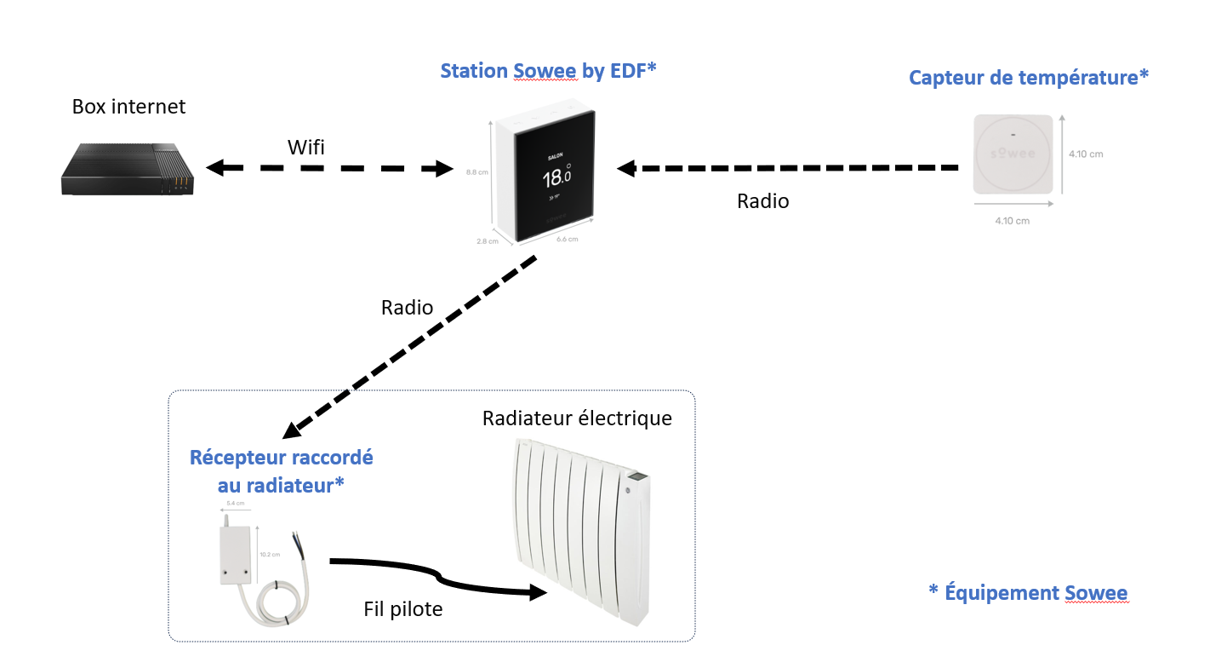 Station Sowee by EDF*
Capteur de température*
Box internet
Wifi
8.8 cm
SALON
18.0
2.8 cm
6.6 cm
Radio
sowee
4.10 cm
4.10 cm
Radio
Radiateur électrique
Récepteur raccordé
au radiateur*
5.4 cm
10.2 cm
Fil pilote
* Équipement Sowee